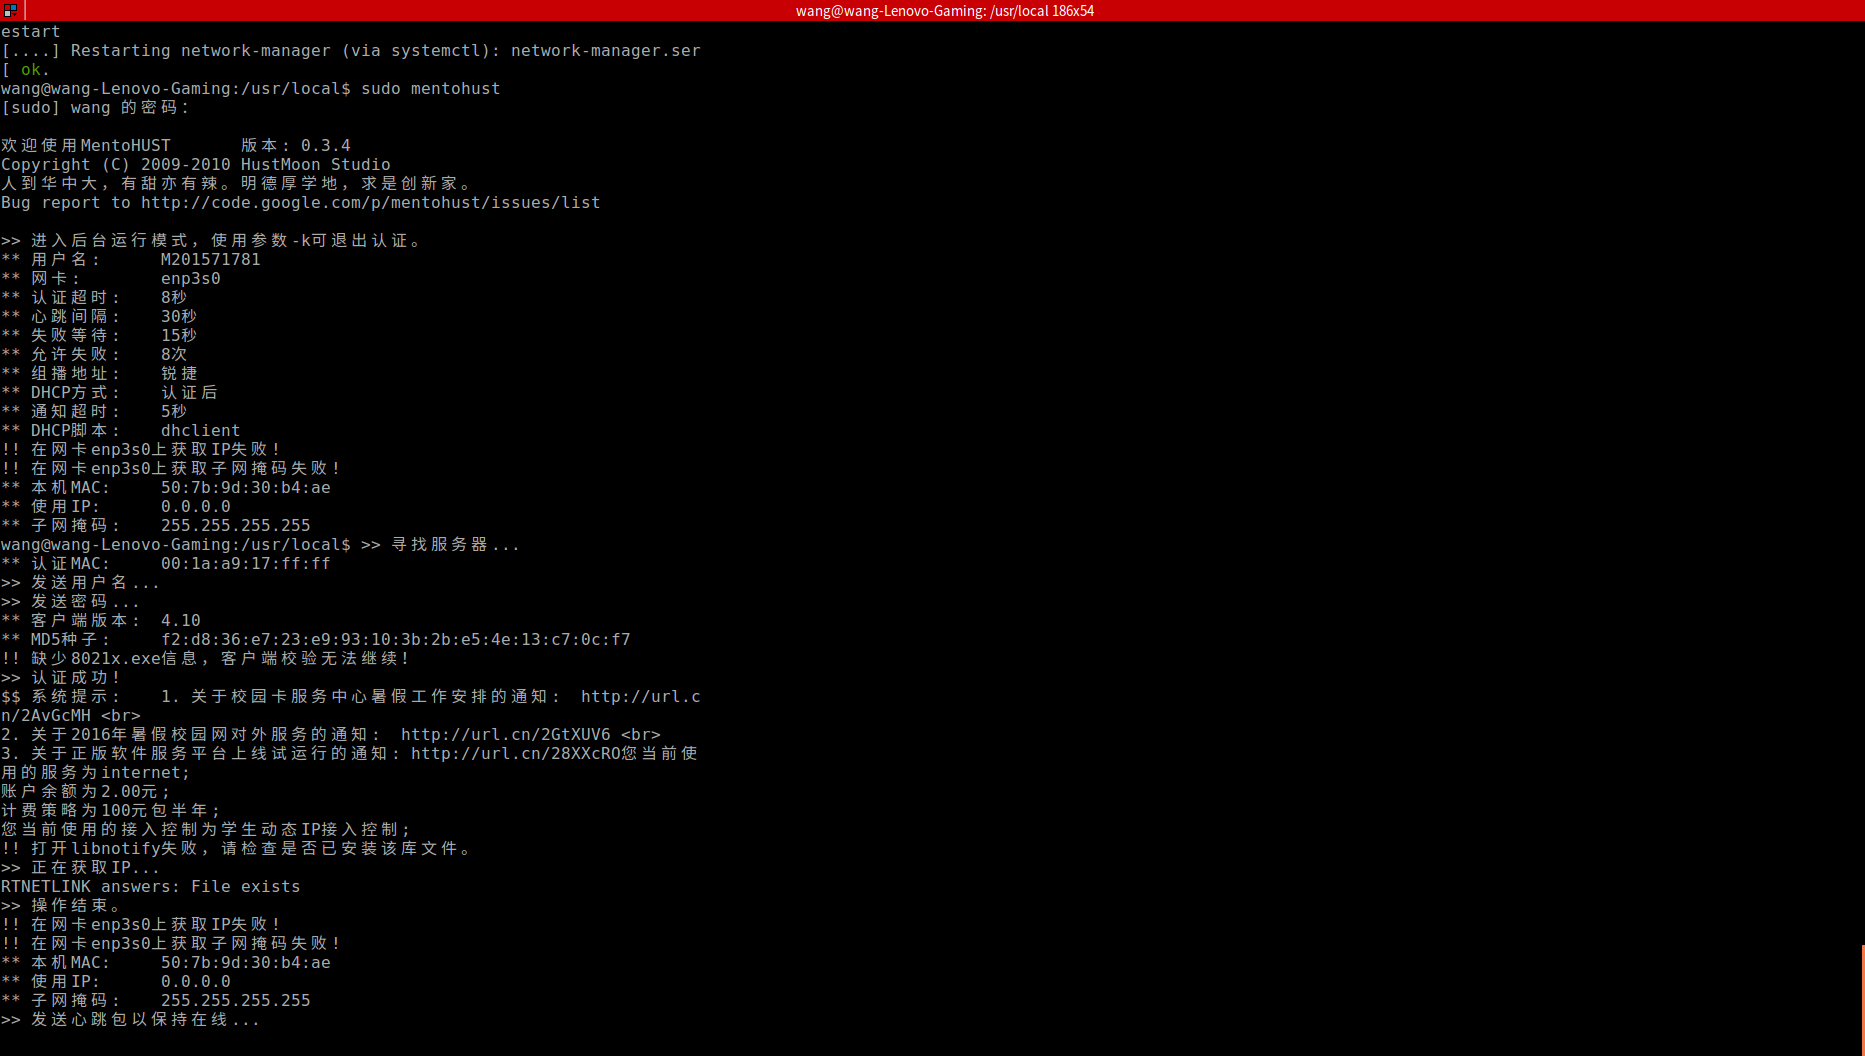 wang@wang-Lenovo-Gaming: /usr/local 186x54
estart
[....] Restarting network-manager (via systemctl): network-manager.ser
[ ok.
wang@wang-Lenovo-Gaming:/usr/local$ sudo mentohust
[sudo] wang 的密码：

欢迎使用MentoHUST       版本: 0.3.4
Copyright (C) 2009-2010 HustMoon Studio
人到华中大，有甜亦有辣。明德厚学地，求是创新家。
Bug report to http://code.google.com/p/mentohust/issues/list

>> 进入后台运行模式，使用参数-k可退出认证。
** 用户名:      M201571781
** 网卡:        enp3s0
** 认证超时:    8秒
** 心跳间隔:    30秒
** 失败等待:    15秒
** 允许失败:    8次
** 组播地址:    锐捷
** DHCP方式:    认证后
** 通知超时:    5秒
** DHCP脚本:    dhclient
!! 在网卡enp3s0上获取IP失败!
!! 在网卡enp3s0上获取子网掩码失败!
** 本机MAC:     50:7b:9d:30:b4:ae
** 使用IP:      0.0.0.0
** 子网掩码:    255.255.255.255
wang@wang-Lenovo-Gaming:/usr/local$ >> 寻找服务器...
** 认证MAC:     00:1a:a9:17:ff:ff
>> 发送用户名...
>> 发送密码...
** 客户端版本:  4.10
** MD5种子:     f2:d8:36:e7:23:e9:93:10:3b:2b:e5:4e:13:c7:0c:f7
!! 缺少8021x.exe信息，客户端校验无法继续！
>> 认证成功!
$$ 系统提示:    1. 关于校园卡服务中心暑假工作安排的通知： http://url.c
n/2AvGcMH <br>
2. 关于2016年暑假校园网对外服务的通知： http://url.cn/2GtXUV6 <br>
3. 关于正版软件服务平台上线试运行的通知：http://url.cn/28XXcRO您当前使
用的服务为internet;
账户余额为2.00元;
计费策略为100元包半年;
您当前使用的接入控制为学生动态IP接入控制;
!! 打开libnotify失败，请检查是否已安装该库文件。
>> 正在获取IP...
RTNETLINK answers: File exists
>> 操作结束。
!! 在网卡enp3s0上获取IP失败!
!! 在网卡enp3s0上获取子网掩码失败!
** 本机MAC:     50:7b:9d:30:b4:ae
** 使用IP:      0.0.0.0
** 子网掩码:    255.255.255.255
>> 发送心跳包以保持在线...